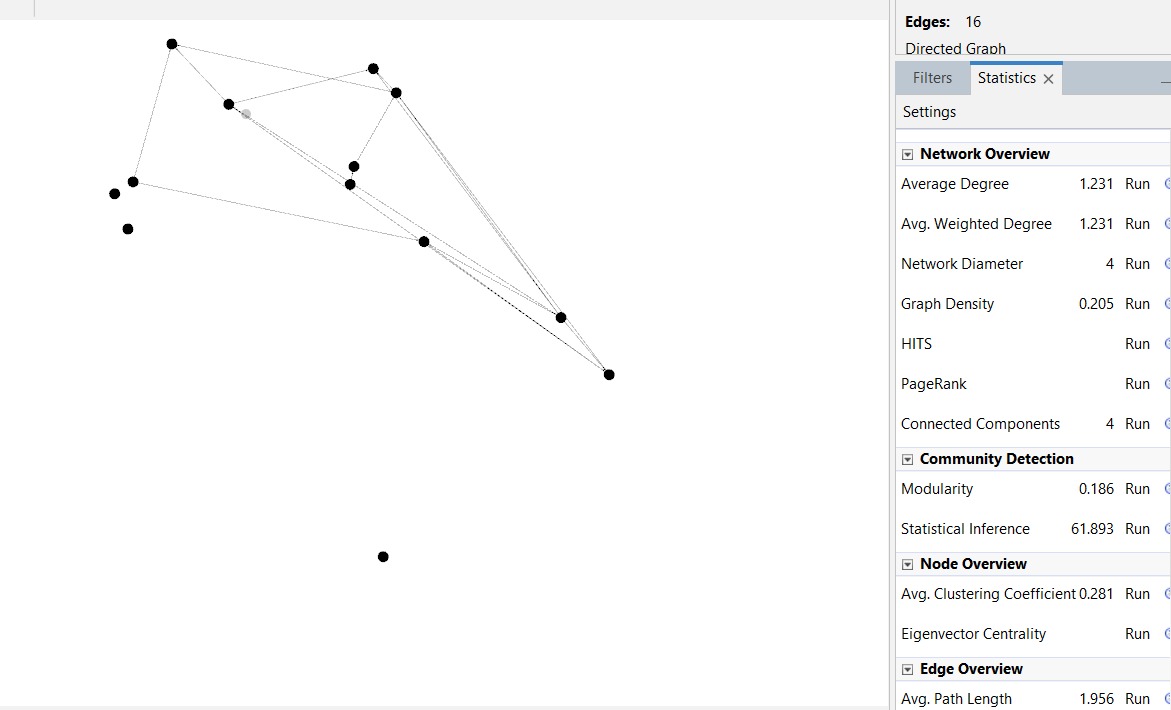 Edges: 16
Directed Graph
Filters Statistics
Settings
Network Overview
Average Degree 1.231 Run
Avg. Weighted Degree 1.231 Run
Network Diameter 4 Run
Graph Density 0.205 Run
HITS Run
PageRank Run
Connected Components 4 Run
Community Detection
Modularity 0.186 Run
Statistical Inference 61.893 Run
Node Overview
Avg. Clustering Coefficient 0.281 Run
Eigenvector Centrality Run
Edge Overview
Avg. Path Length 1.956 Run